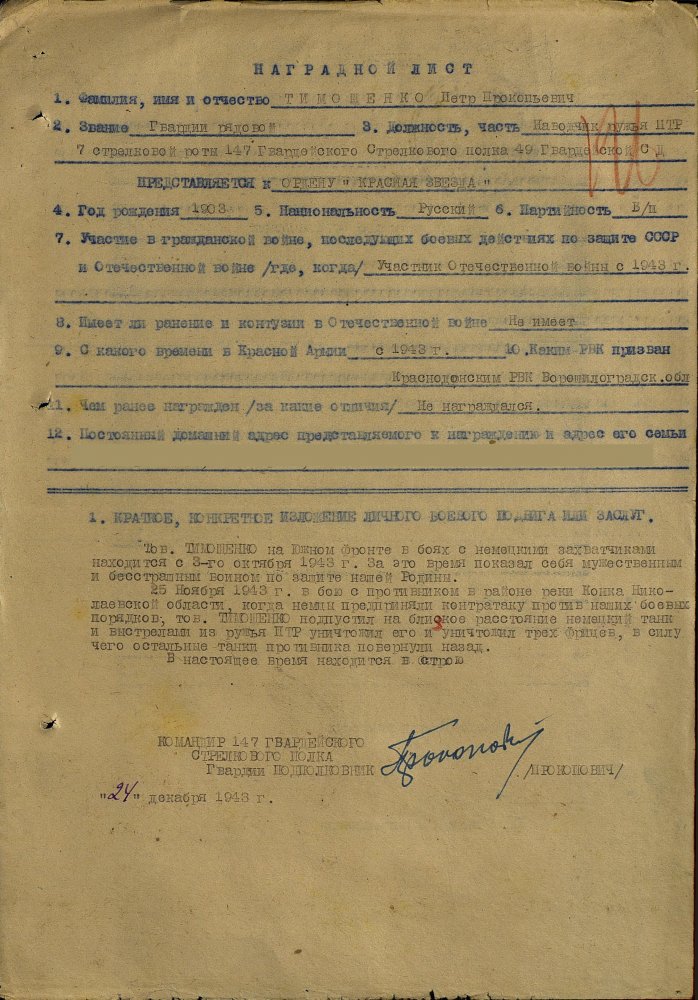 НАГРАДНОЙ ЛИСТ
1. Фамилия, имя и отчество ТИМОШЕНКО Петр Прокопьевич
2. Звание Гвардии рядовой 3. Должность, часть Наводчик ружья ПТР
7 стрелковой роты 147 Гвардейского Стрелкового полка 49 Гвардейской С Д
ПРЕДСТАВЛЯЕТСЯ к ОРДЕНУ " КРАСНАЯ ЗВЕЗДА "
4. Год рождения 1903 5. Национальность Русский 6. Партийность Б/п
7. Участие в гражданской войне, последующих боевых действиях по защите СССР
и Отечественной войне /где, когда/ Участник Отечественной войны с 1943 г.
8. Имеет ли ранение и контузии в Отечественной войне Не имеет
9. С какого времени в Красной Армии с 1943 г. 10. Каким РВК призван
Краснодонским РВК Ворошилоградск.обл
11. Чем ранее награжден /за какие отличия/ Не награждался.
12. Постоянный домашний адрес представляемого к награждению и адрес его семьи
1. КРАТКОЕ, КОНКРЕТНОЕ ИЗЛОЖЕНИЕ ЛИЧНОГО БОЕВОГО ПОДВИГА ИЛИ ЗАСЛУГ.
Тов. ТИМОШЕНКО на Южном фронте в боях с немецкими захватчиками
находится с 3-го октября 1943 г. За это время показал себя мужественным
и бесстрашным воином по защите нашей Родины.
25 Ноября 1943 г. в бою с противником в районе реки Конка Нико-
лаевской области, когда немцы предприняли контратаку против наших боевых
порядков, тов. ТИМОШЕНКО подпустил на близкое расстояние немецкий танк
и выстрелами из ружья ПТР уничтожил его и уничтожил трех фрицев, в силу
чего остальные танки противника повернули назад.
В настоящее время находится в строю
КОМАНДИР 147 ГВАРДЕЙСКОГО
СТРЕЛКОВОГО ПОЛКА
Гвардии ПОДПОЛКОВНИК /ПРОКОПОВИЧ/
"24" декабря 1943 г.